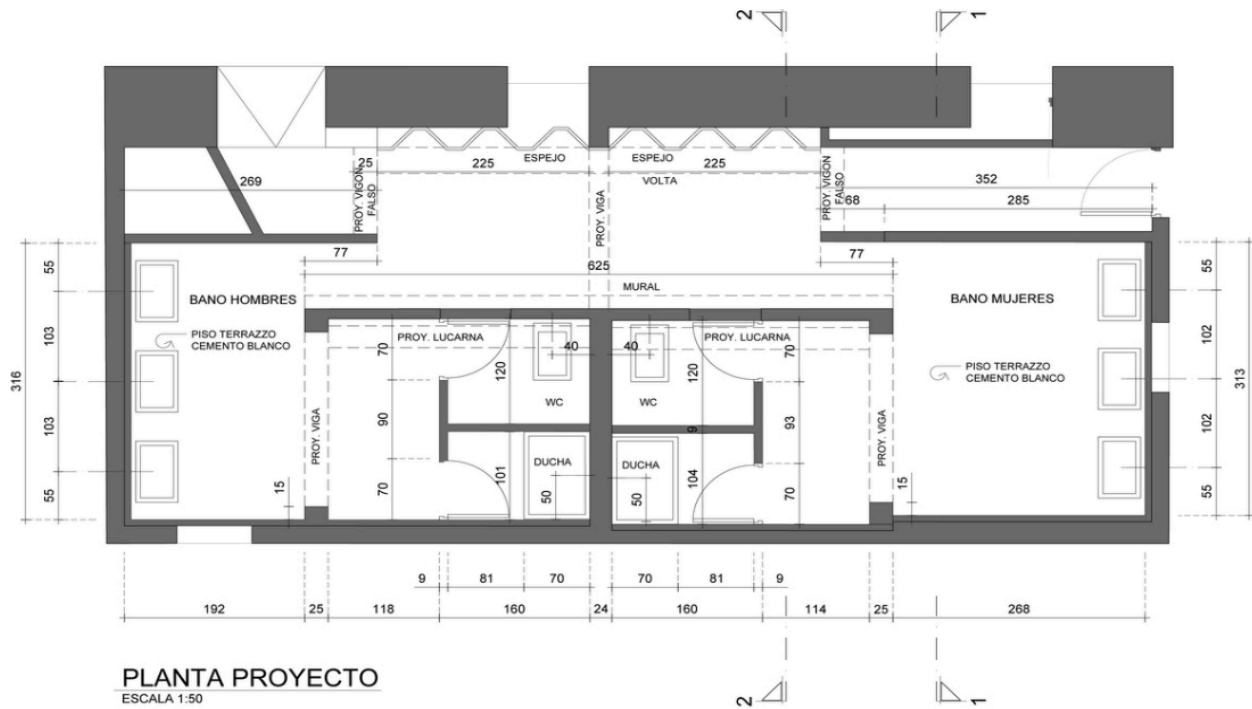 2
1
ESPEJO
ESPEJO
25
225
225
VOLTA
269
PROY. VIGON
FALSO
PROY. VIGA
PROY. VIGON
FALSO
352
68
285
77
77
625
MURAL
BANO HOMBRES
BANO MUJERES
PISO TERRAZZO
CEMENTO BLANCO
PISO TERRAZZO
CEMENTO BLANCO
PROY. LUCARNA
PROY. LUCARNA
40
40
WC
WC
DUCHA
DUCHA
50
50
PROY. VIGA
PROY. VIGA
70
90
70
120
101
120
9
104
70
93
70
15
15
316
55
103
103
55
55
102
102
55
313
9
81
70
70
81
9
192
25
118
160
24
160
114
25
268
PLANTA PROYECTO
ESCALA 1:50
2
1